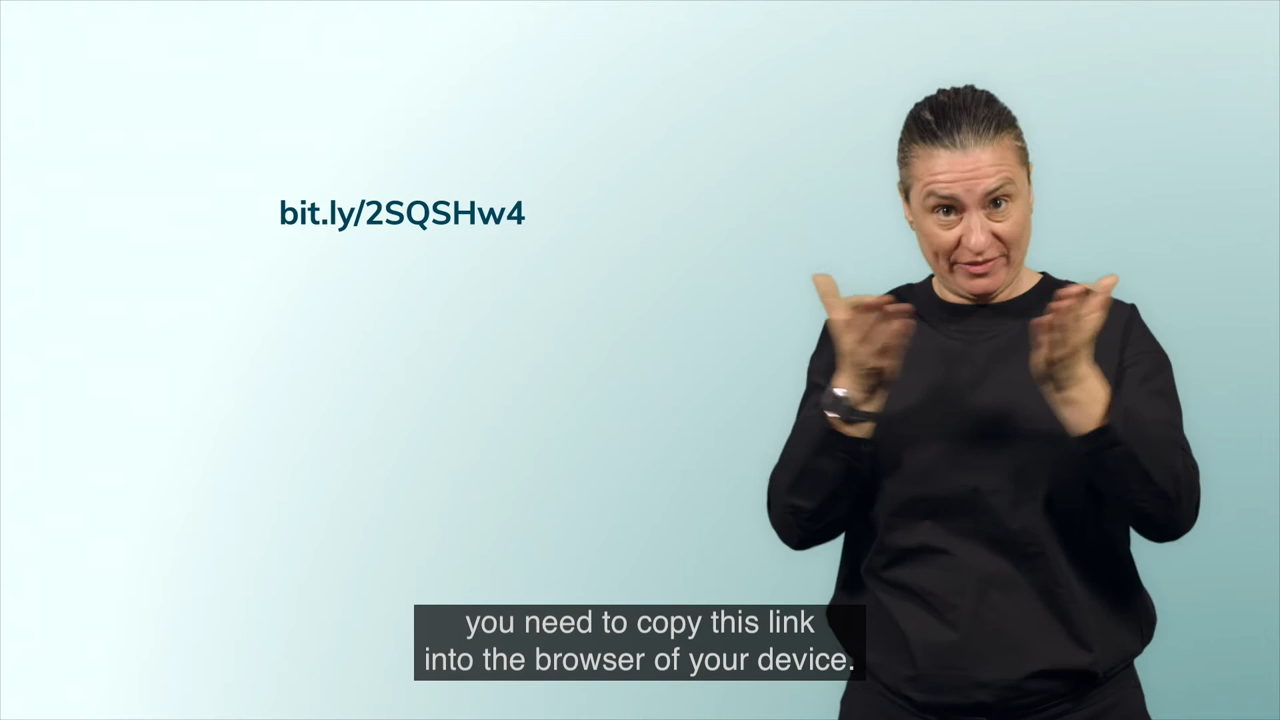 bit.ly/2SQSHw4
you need to copy this link
into the browser of your device.